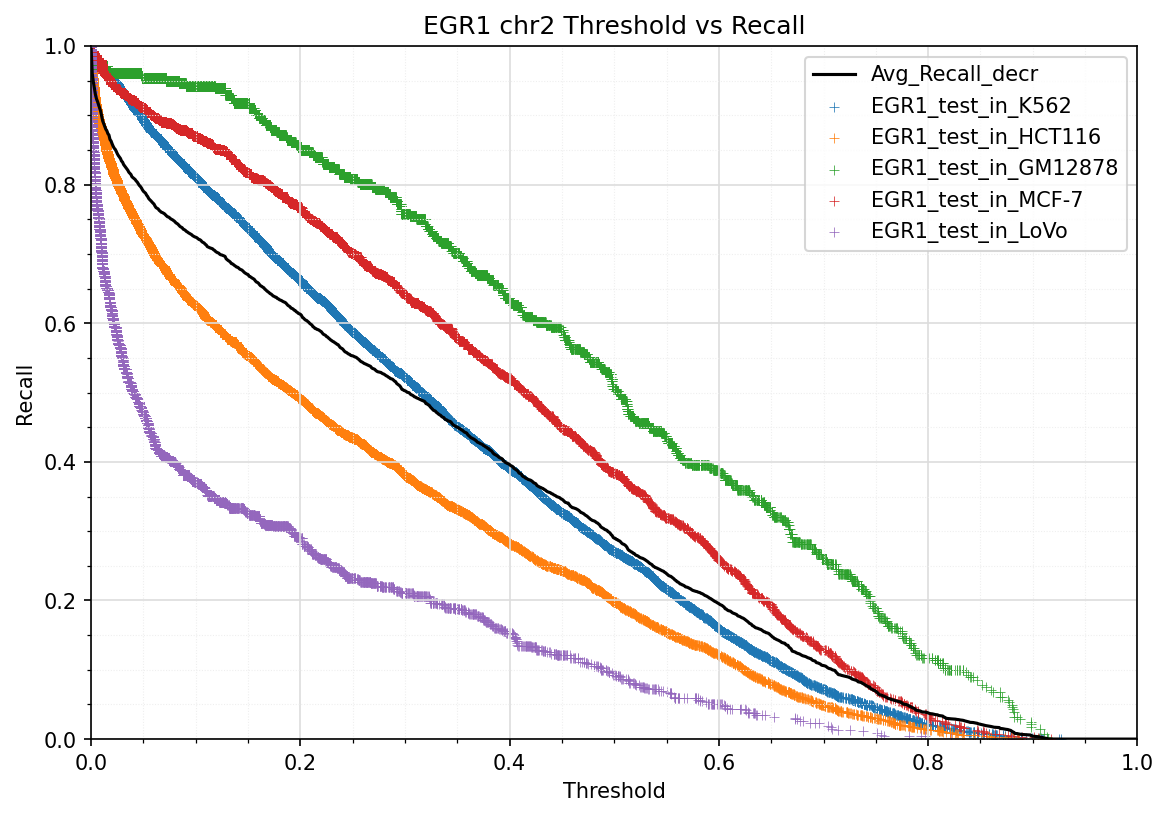 EGR1 chr2 Threshold vs Recall
1.0
0.8
0.6
0.4
0.2
0.0
Recall
Avg_Recall_decr
EGR1_test_in_K562
EGR1_test_in_HCT116
EGR1_test_in_GM12878
EGR1_test_in_MCF-7
EGR1_test_in_LoVo
0.0 0.2 0.4 0.6 0.8 1.0
Threshold